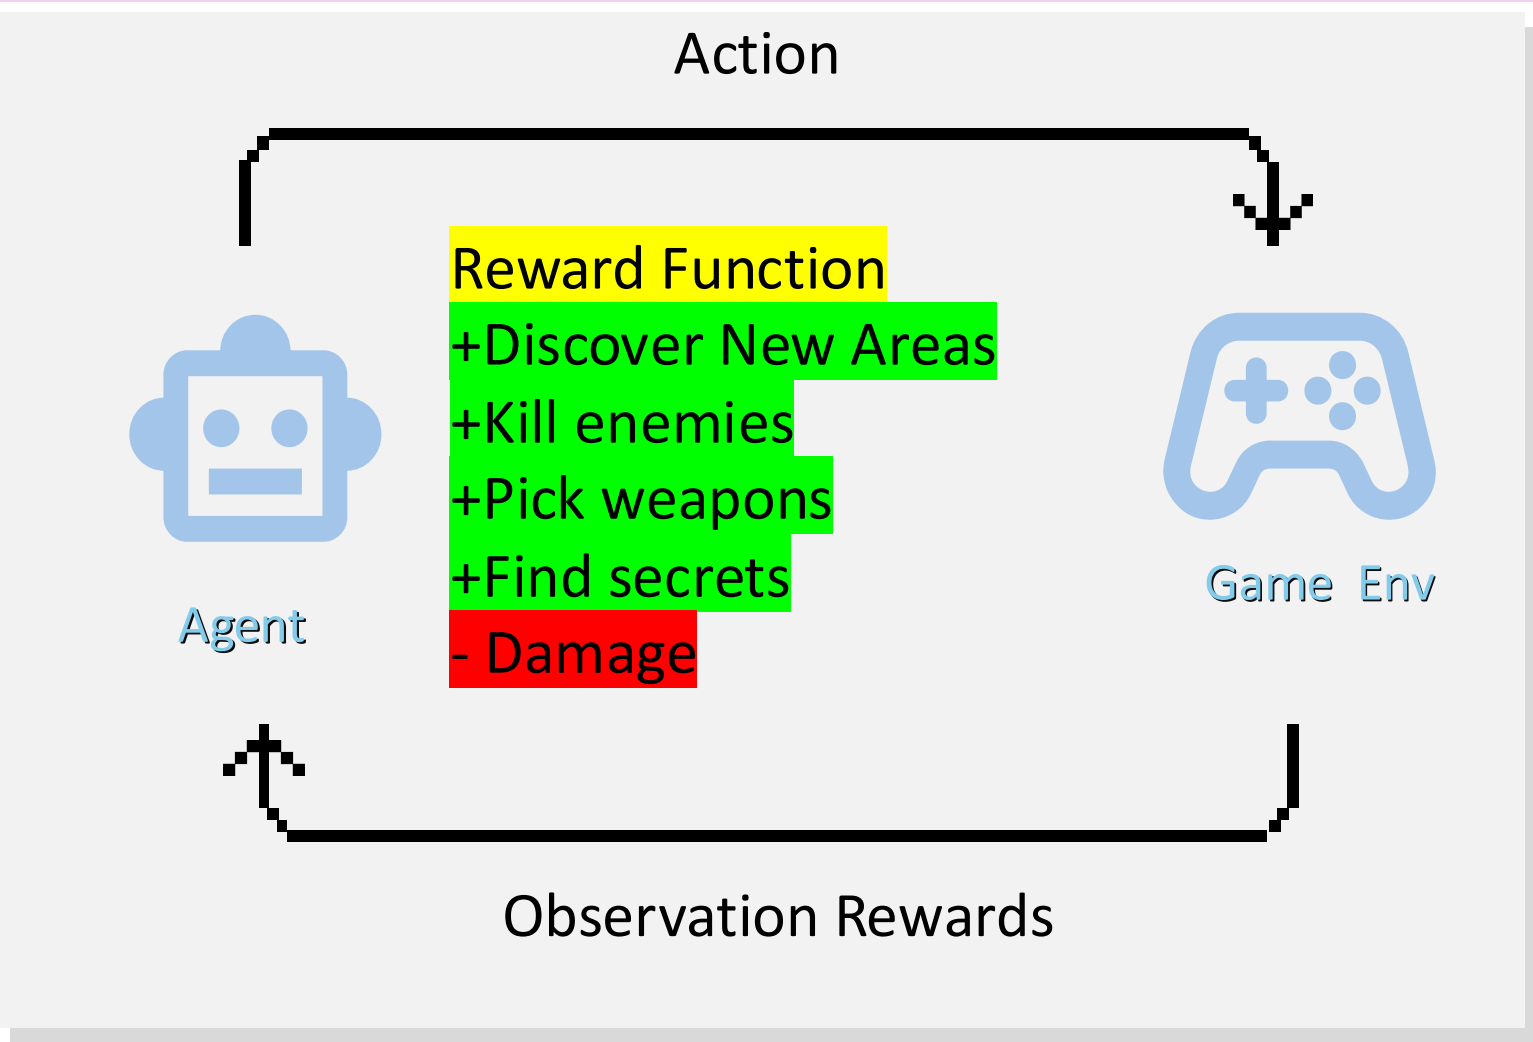 Action
Reward Function
+Discover New Areas
+Kill enemies
+Pick weapons
+Find secrets
- Damage
Agent
Game Env
Observation Rewards